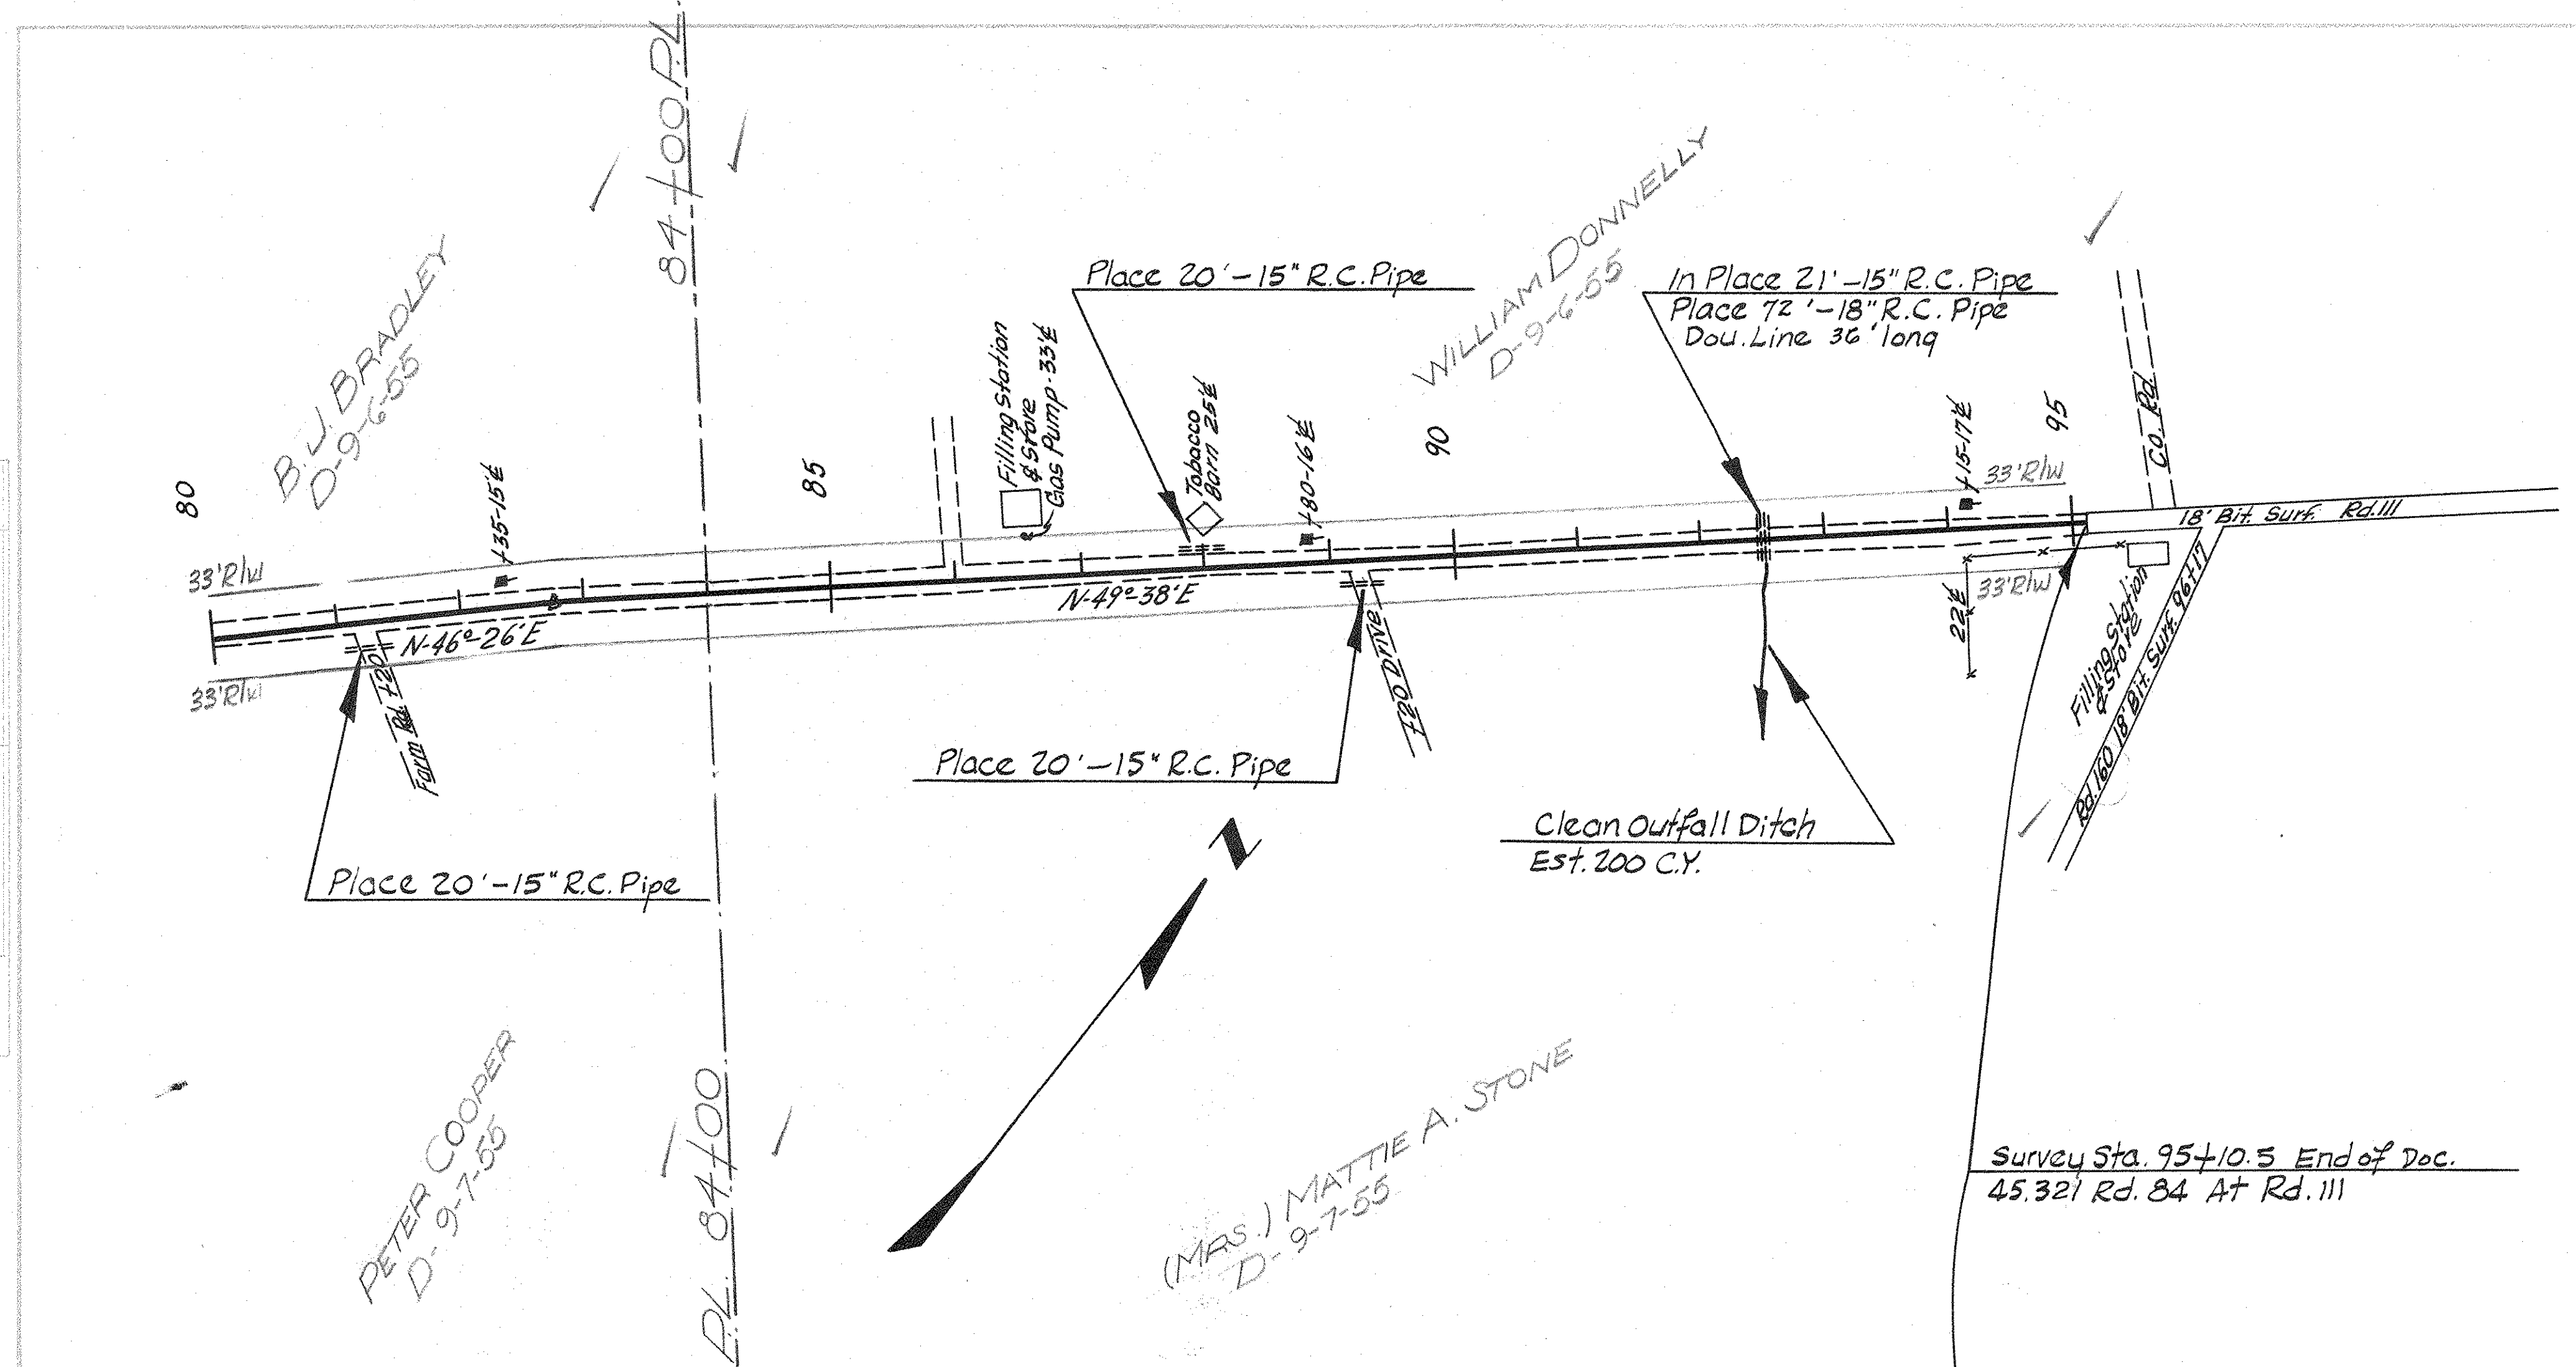 84+00 P.L.
B.J. BRADLEY
D-9-6-55
WILLIAM DONNELLY
D-9-6-55
Place 20'-15" R.C. Pipe
In Place 21'-15" R.C. Pipe
Place 72'-18" R.C. Pipe
Dou. Line 36' long
80
+35-15'℄
85
Filling Station
& Store
Gas Pump-33'℄
Tobacco
Barn 25'℄
+80-16'℄
90
+15-17'℄
95
Co. Rd.
33' R/W
33' R/W
18' Bit. Surf. Rd. 111
33' R/W
33' R/W
N-46°-26'E
N-49°-38'E
22'℄
Filling Station
& Store
Rd. 160 18' Bit. Surf. 96+17
Farm Rd. +20
+20 Drive
Place 20'-15" R.C. Pipe
Clean Outfall Ditch
Est. 200 C.Y.
Place 20'-15" R.C. Pipe
N
PETER COOPER
D-9-7-55
P.L. 84+00
(MRS.) MATTIE A. STONE
D-9-7-55
Survey Sta. 95+10.5 End of Doc.
45.321 Rd. 84 At Rd. 111